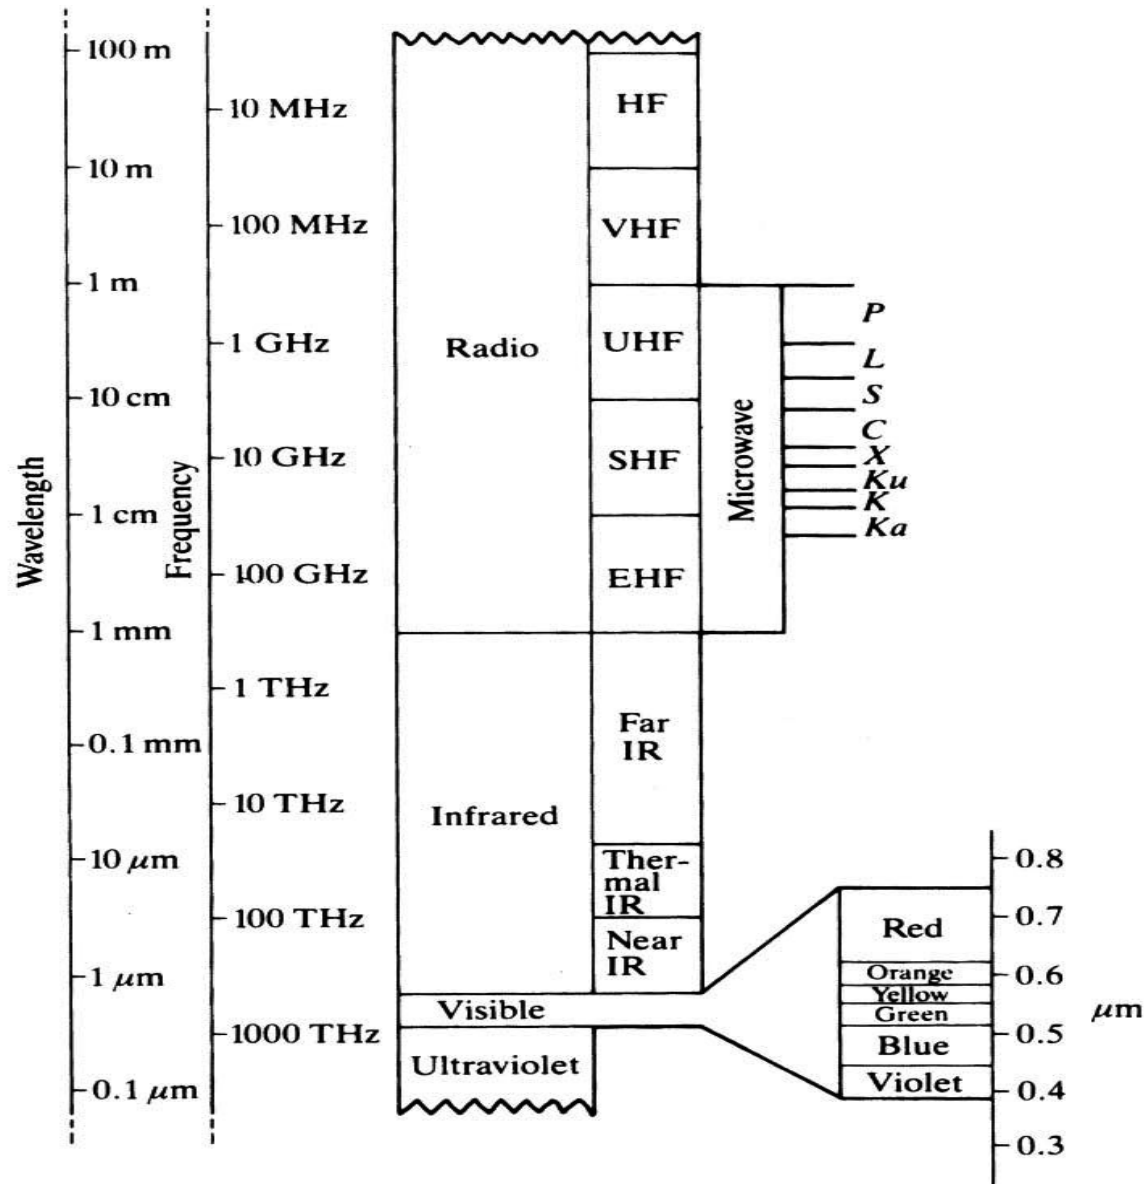 Wavelength
100 m
10 m
1 m
10 cm
1 cm
1 mm
0.1 mm
10 μm
1 μm
0.1 μm
Frequency
10 MHz
100 MHz
1 GHz
10 GHz
100 GHz
1 THz
10 THz
100 THz
1000 THz
Radio
Infrared
Visible
Ultraviolet
HF
VHF
UHF
SHF
EHF
Far
IR
Ther-
mal
IR
Near
IR
Microwave
P
L
S
C
X
Ku
K
Ka
Red
Orange
Yellow
Green
Blue
Violet
0.8
0.7
0.6
0.5
0.4
0.3
μm